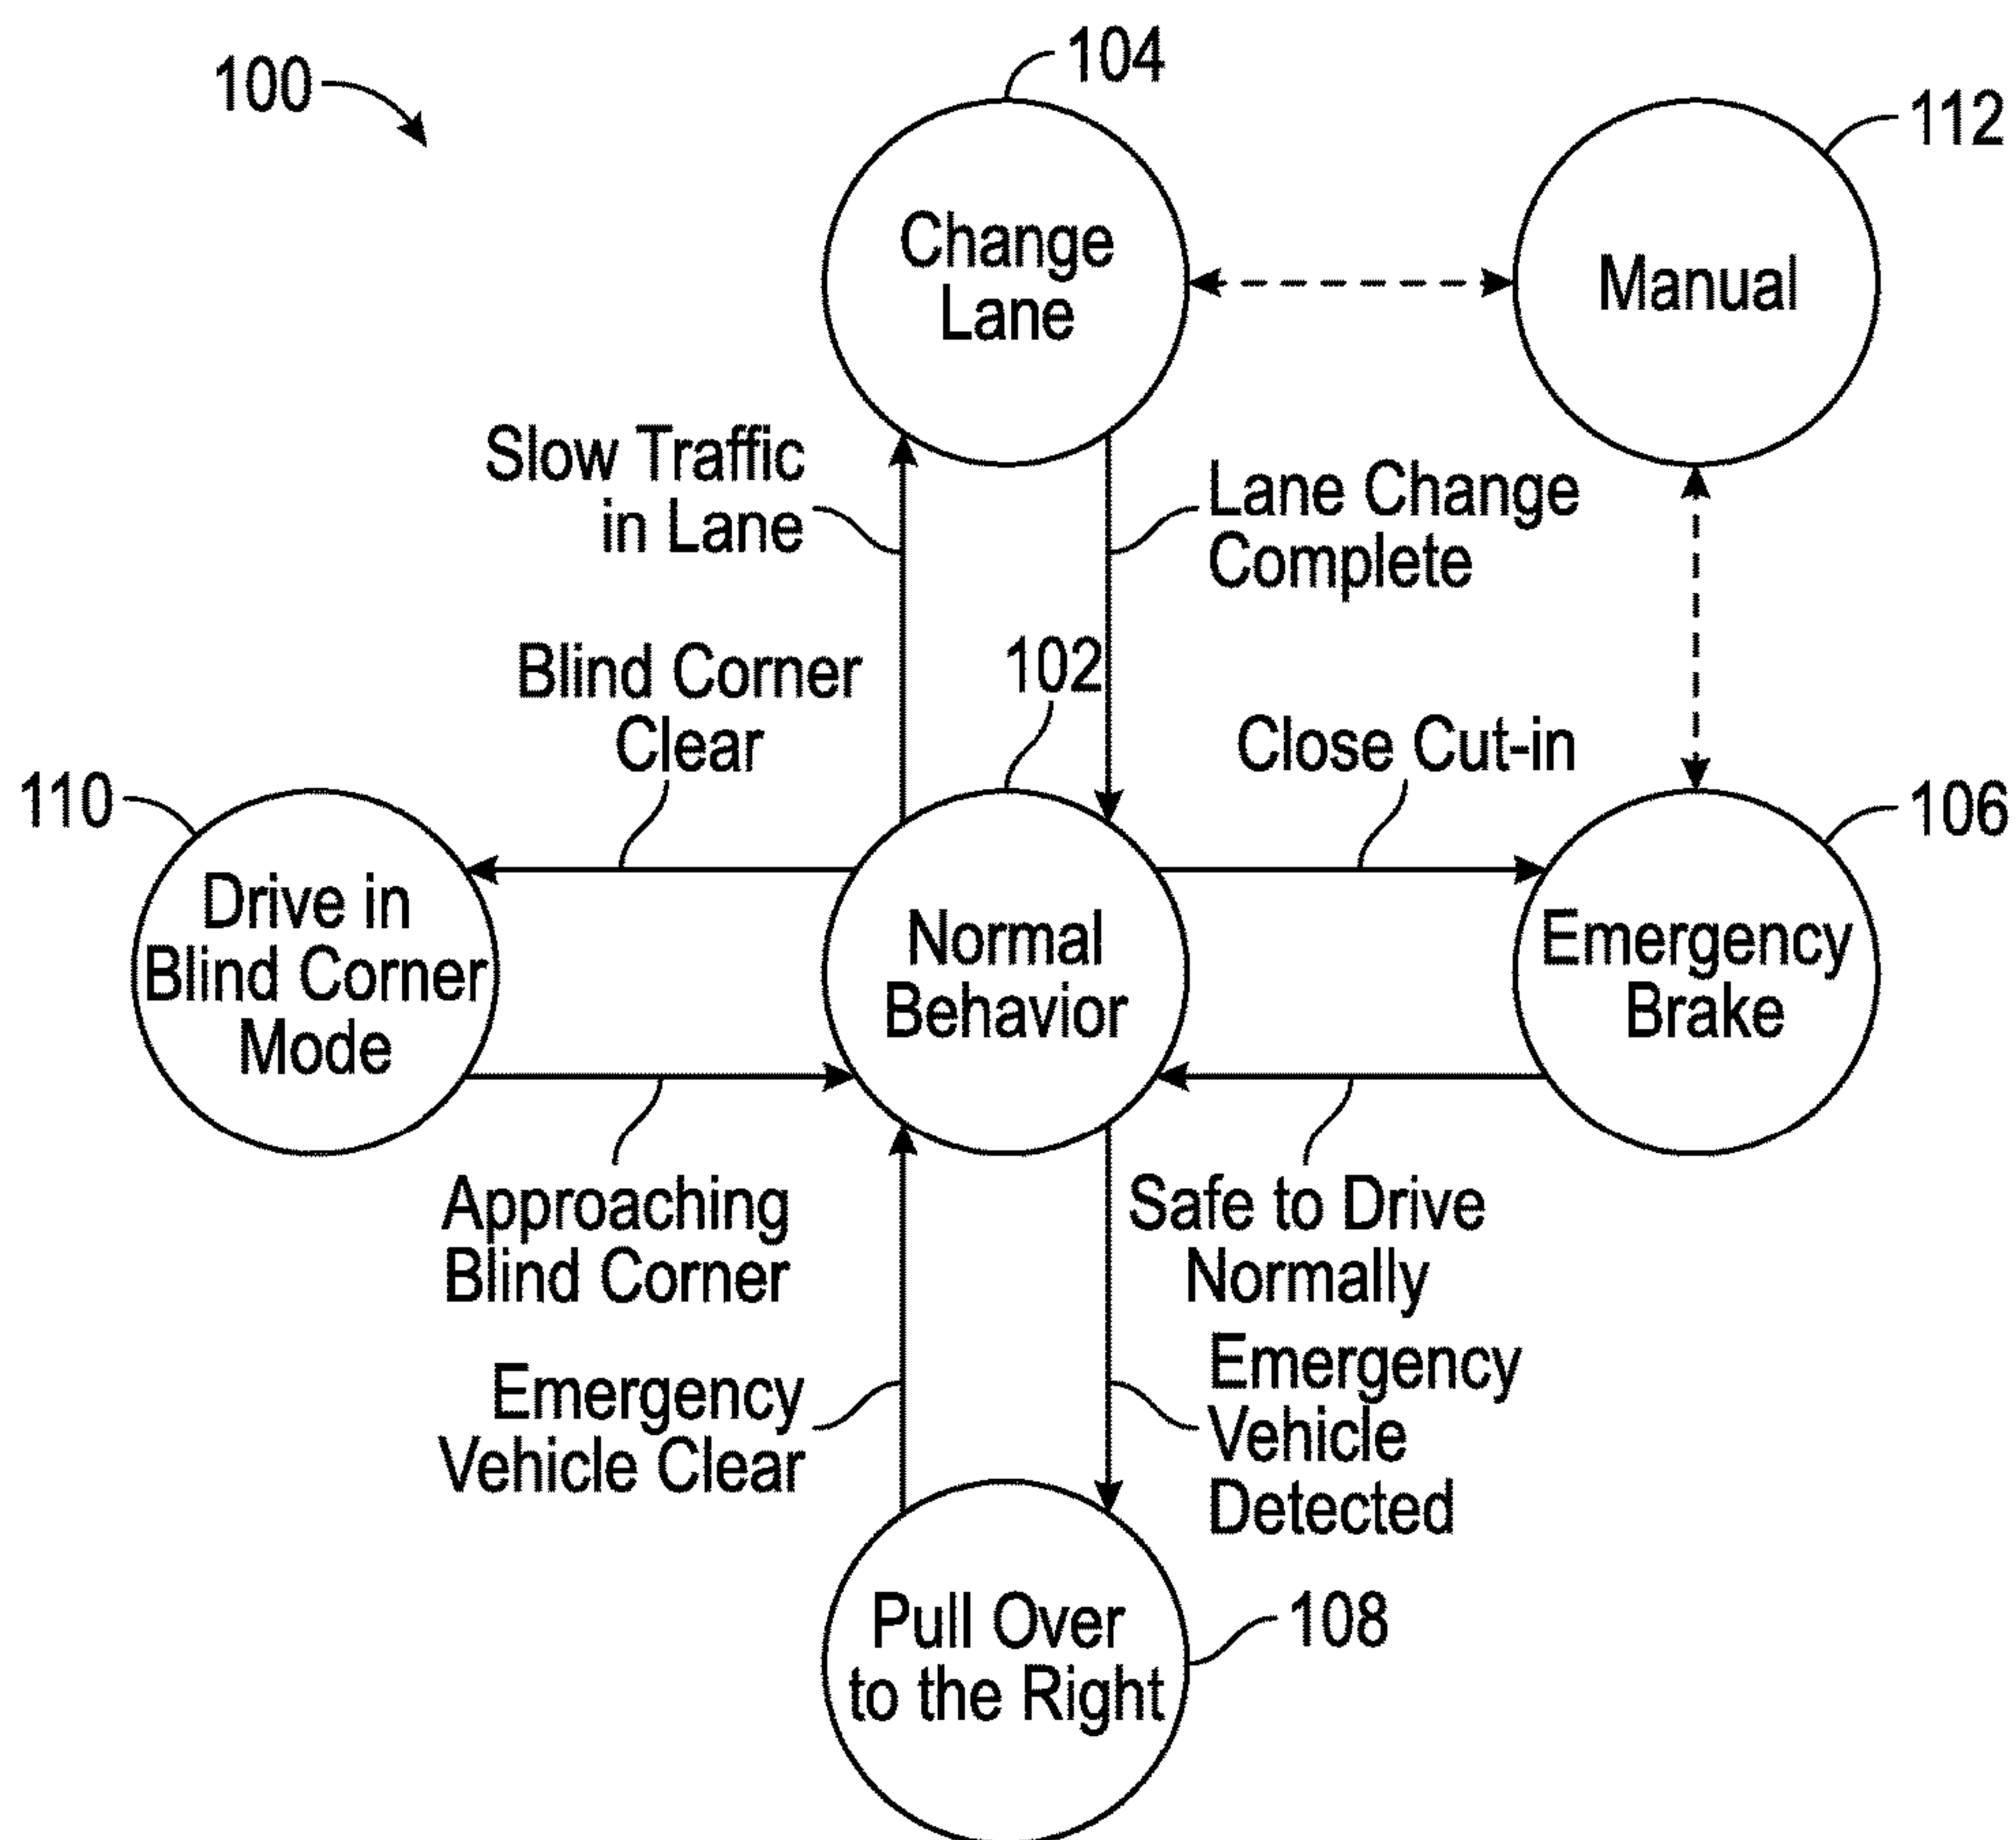 100
104
112
Change
Lane
Manual
Slow Traffic
in Lane
Lane Change
Complete
Blind Corner
Clear
102
Close Cut-in
110
106
Drive in
Blind Corner
Mode
Normal
Behavior
Emergency
Brake
Approaching
Blind Corner
Safe to Drive
Normally
Emergency
Vehicle Clear
Emergency
Vehicle
Detected
Pull Over
to the Right
108